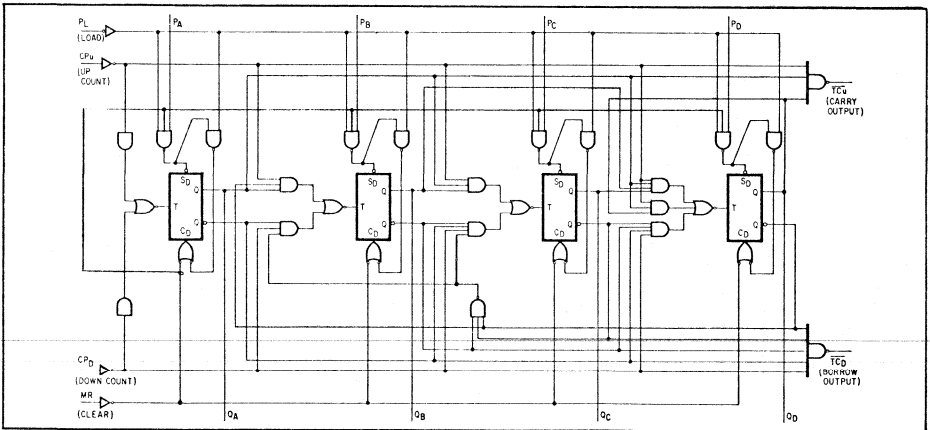 PL
(LOAD)
PA
PB
PC
PD
CPu
(UP
COUNT)
TCu
(CARRY
OUTPUT)
SD
Q
T
Q
CD
SD
Q
T
Q
CD
SD
Q
T
Q
CD
SD
Q
T
Q
CD
CPD
(DOWN COUNT)
TCD
(BORROW
OUTPUT)
MR
(CLEAR)
QA
QB
QC
QD